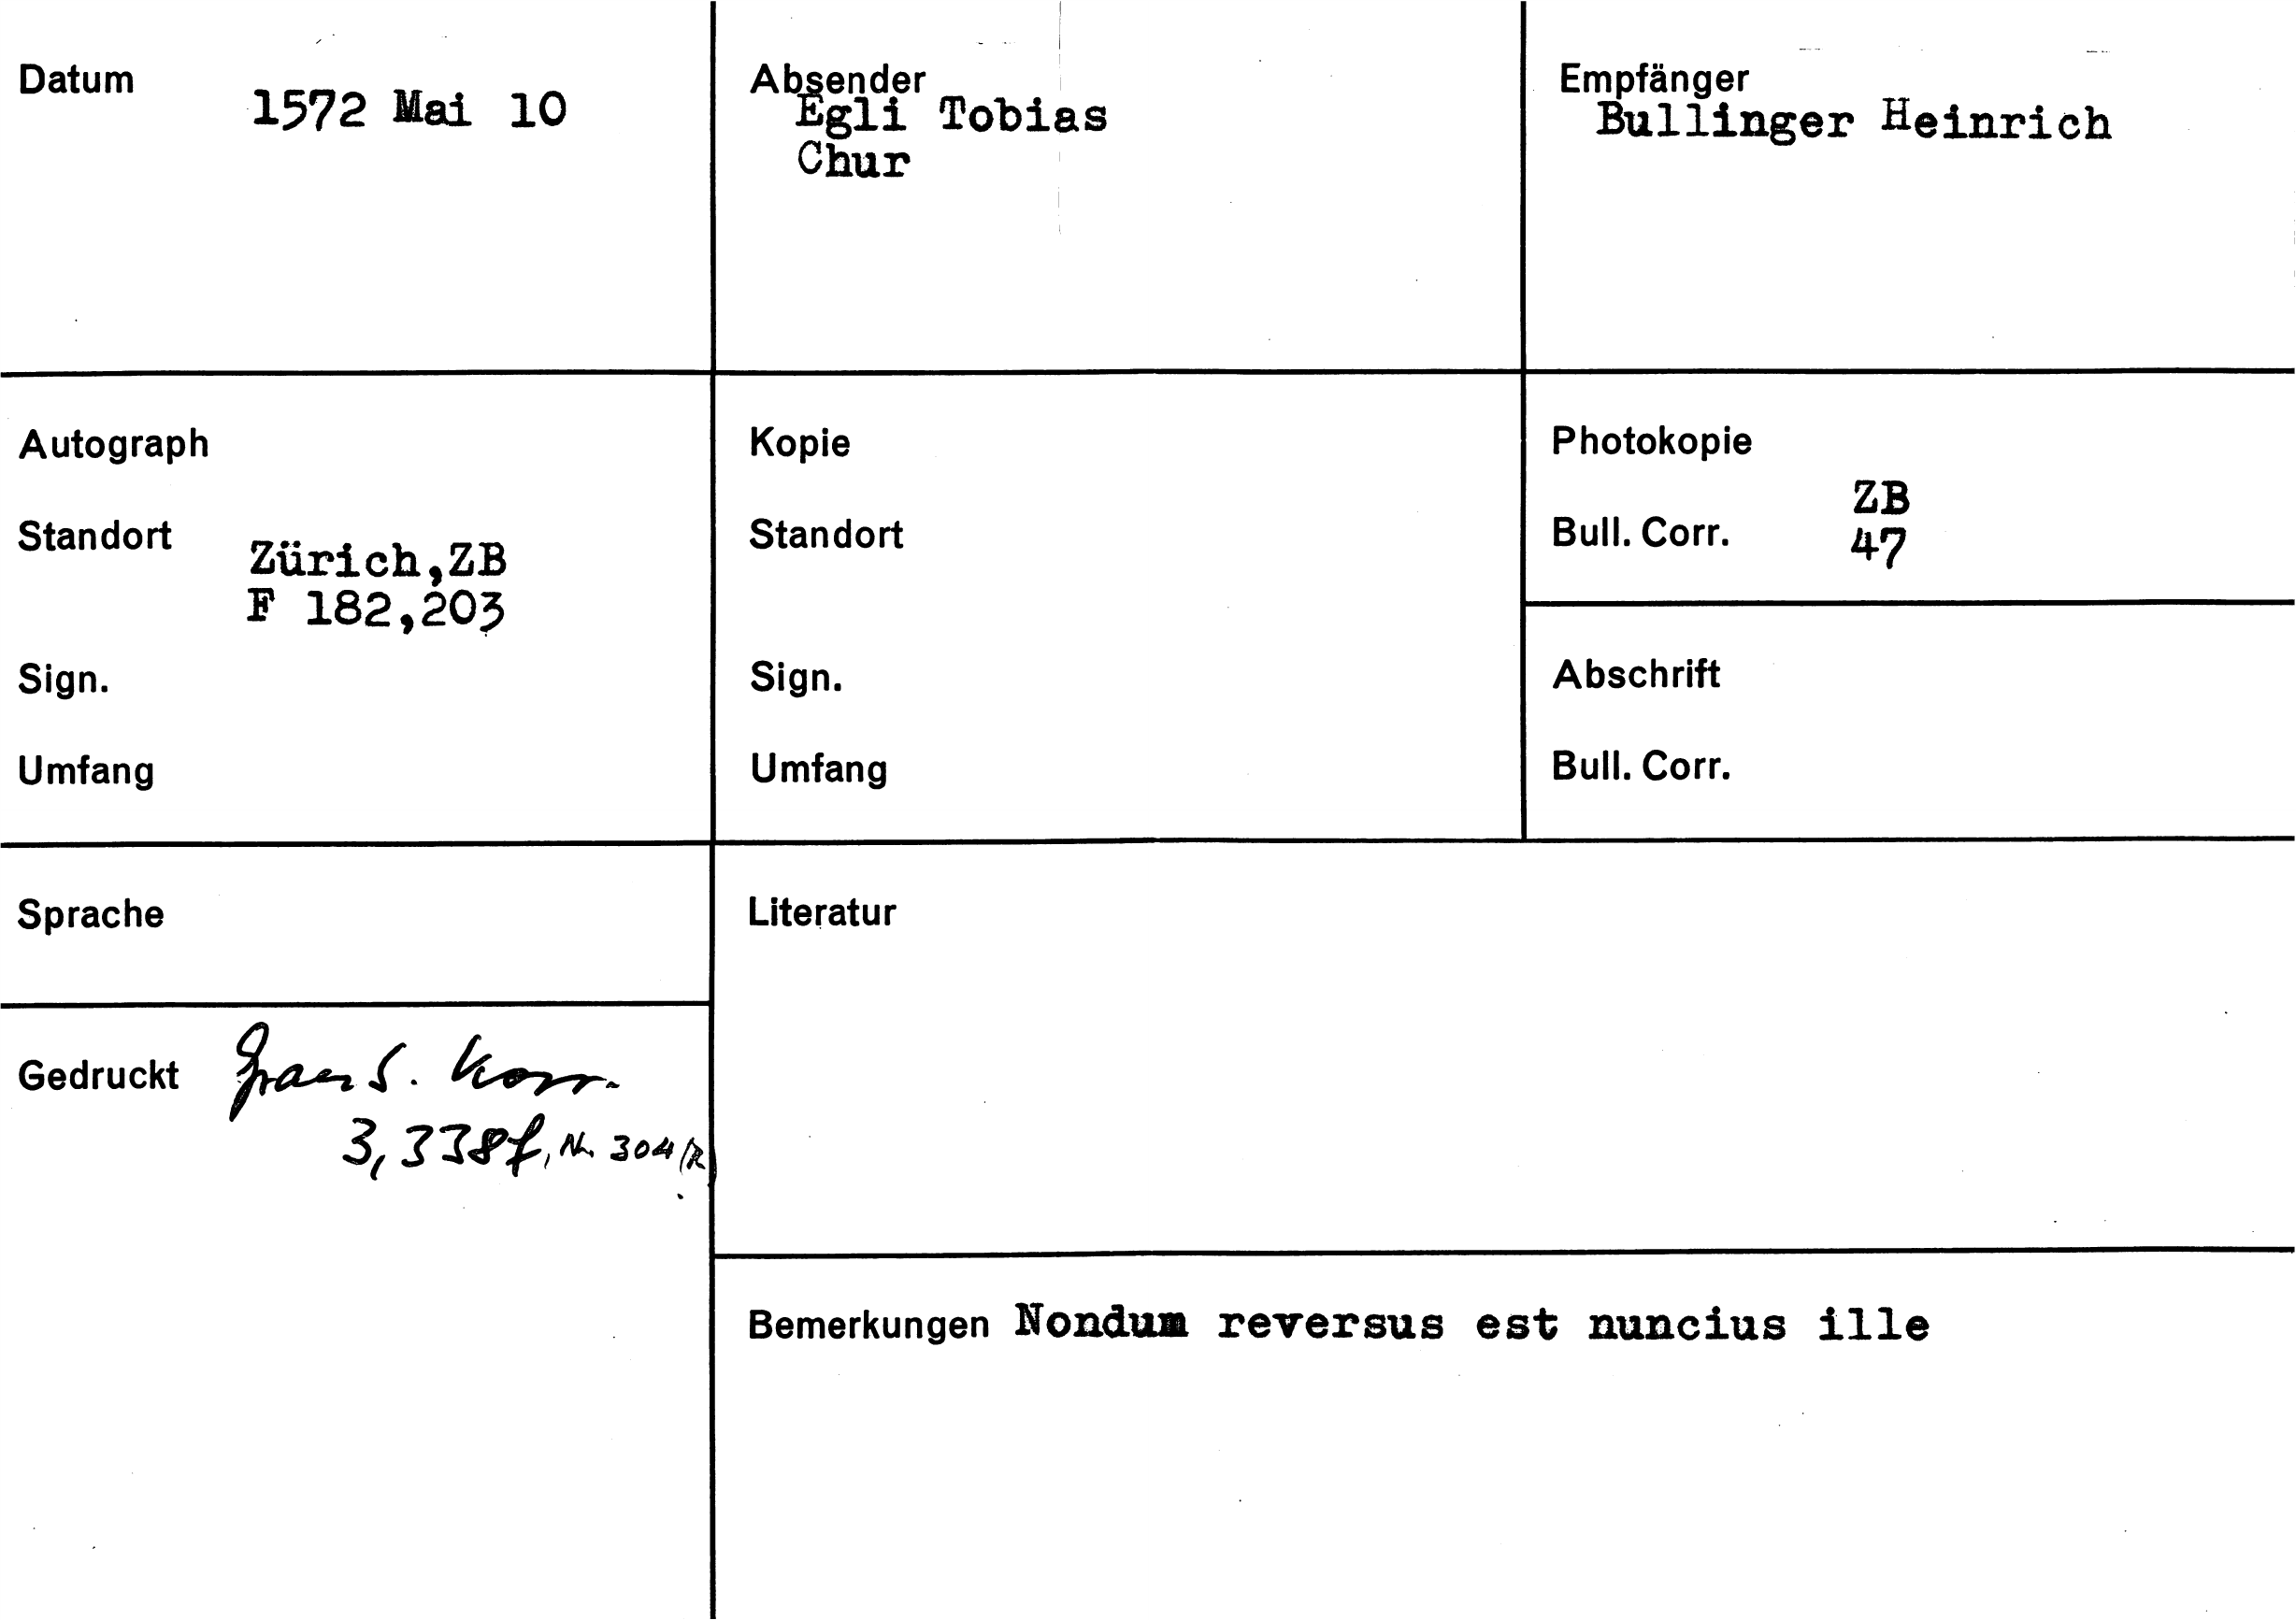 Datum
1572 Mai 10
Absender
Egli Tobias
Chur
Empfänger
Bullinger Heinrich
Autograph
Standort
Zürich,ZB
F 182,203
Sign.
Umfang
Kopie
Standort
Sign.
Umfang
Photokopie
ZB
Bull. Corr.
47
Abschrift
Bull. Corr.
Sprache
Literatur
Gedruckt
Graub. Korr.
3, 338f, Nr. 304 (R)
Bemerkungen Nondum reversus est nuncius ille